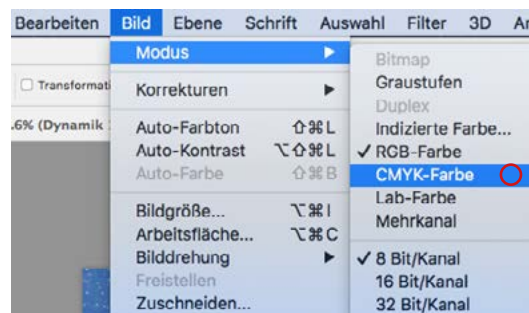 Bearbeiten Bild Ebene Schrift Auswahl Filter 3D
Transformati
.6% (Dynamik
Modus
Korrekturen
Auto-Farbton ⇧⌘L
Auto-Kontrast ⌥⇧⌘L
Auto-Farbe ⇧⌘B
Bildgröße... ⌥⌘I
Arbeitsfläche... ⌥⌘C
Bilddrehung
Freistellen
Zuschneiden...
Bitmap
Graustufen
Duplex
Indizierte Farbe...
✓ RGB-Farbe
CMYK-Farbe
Lab-Farbe
Mehrkanal
✓ 8 Bit/Kanal
16 Bit/Kanal
32 Bit/Kanal